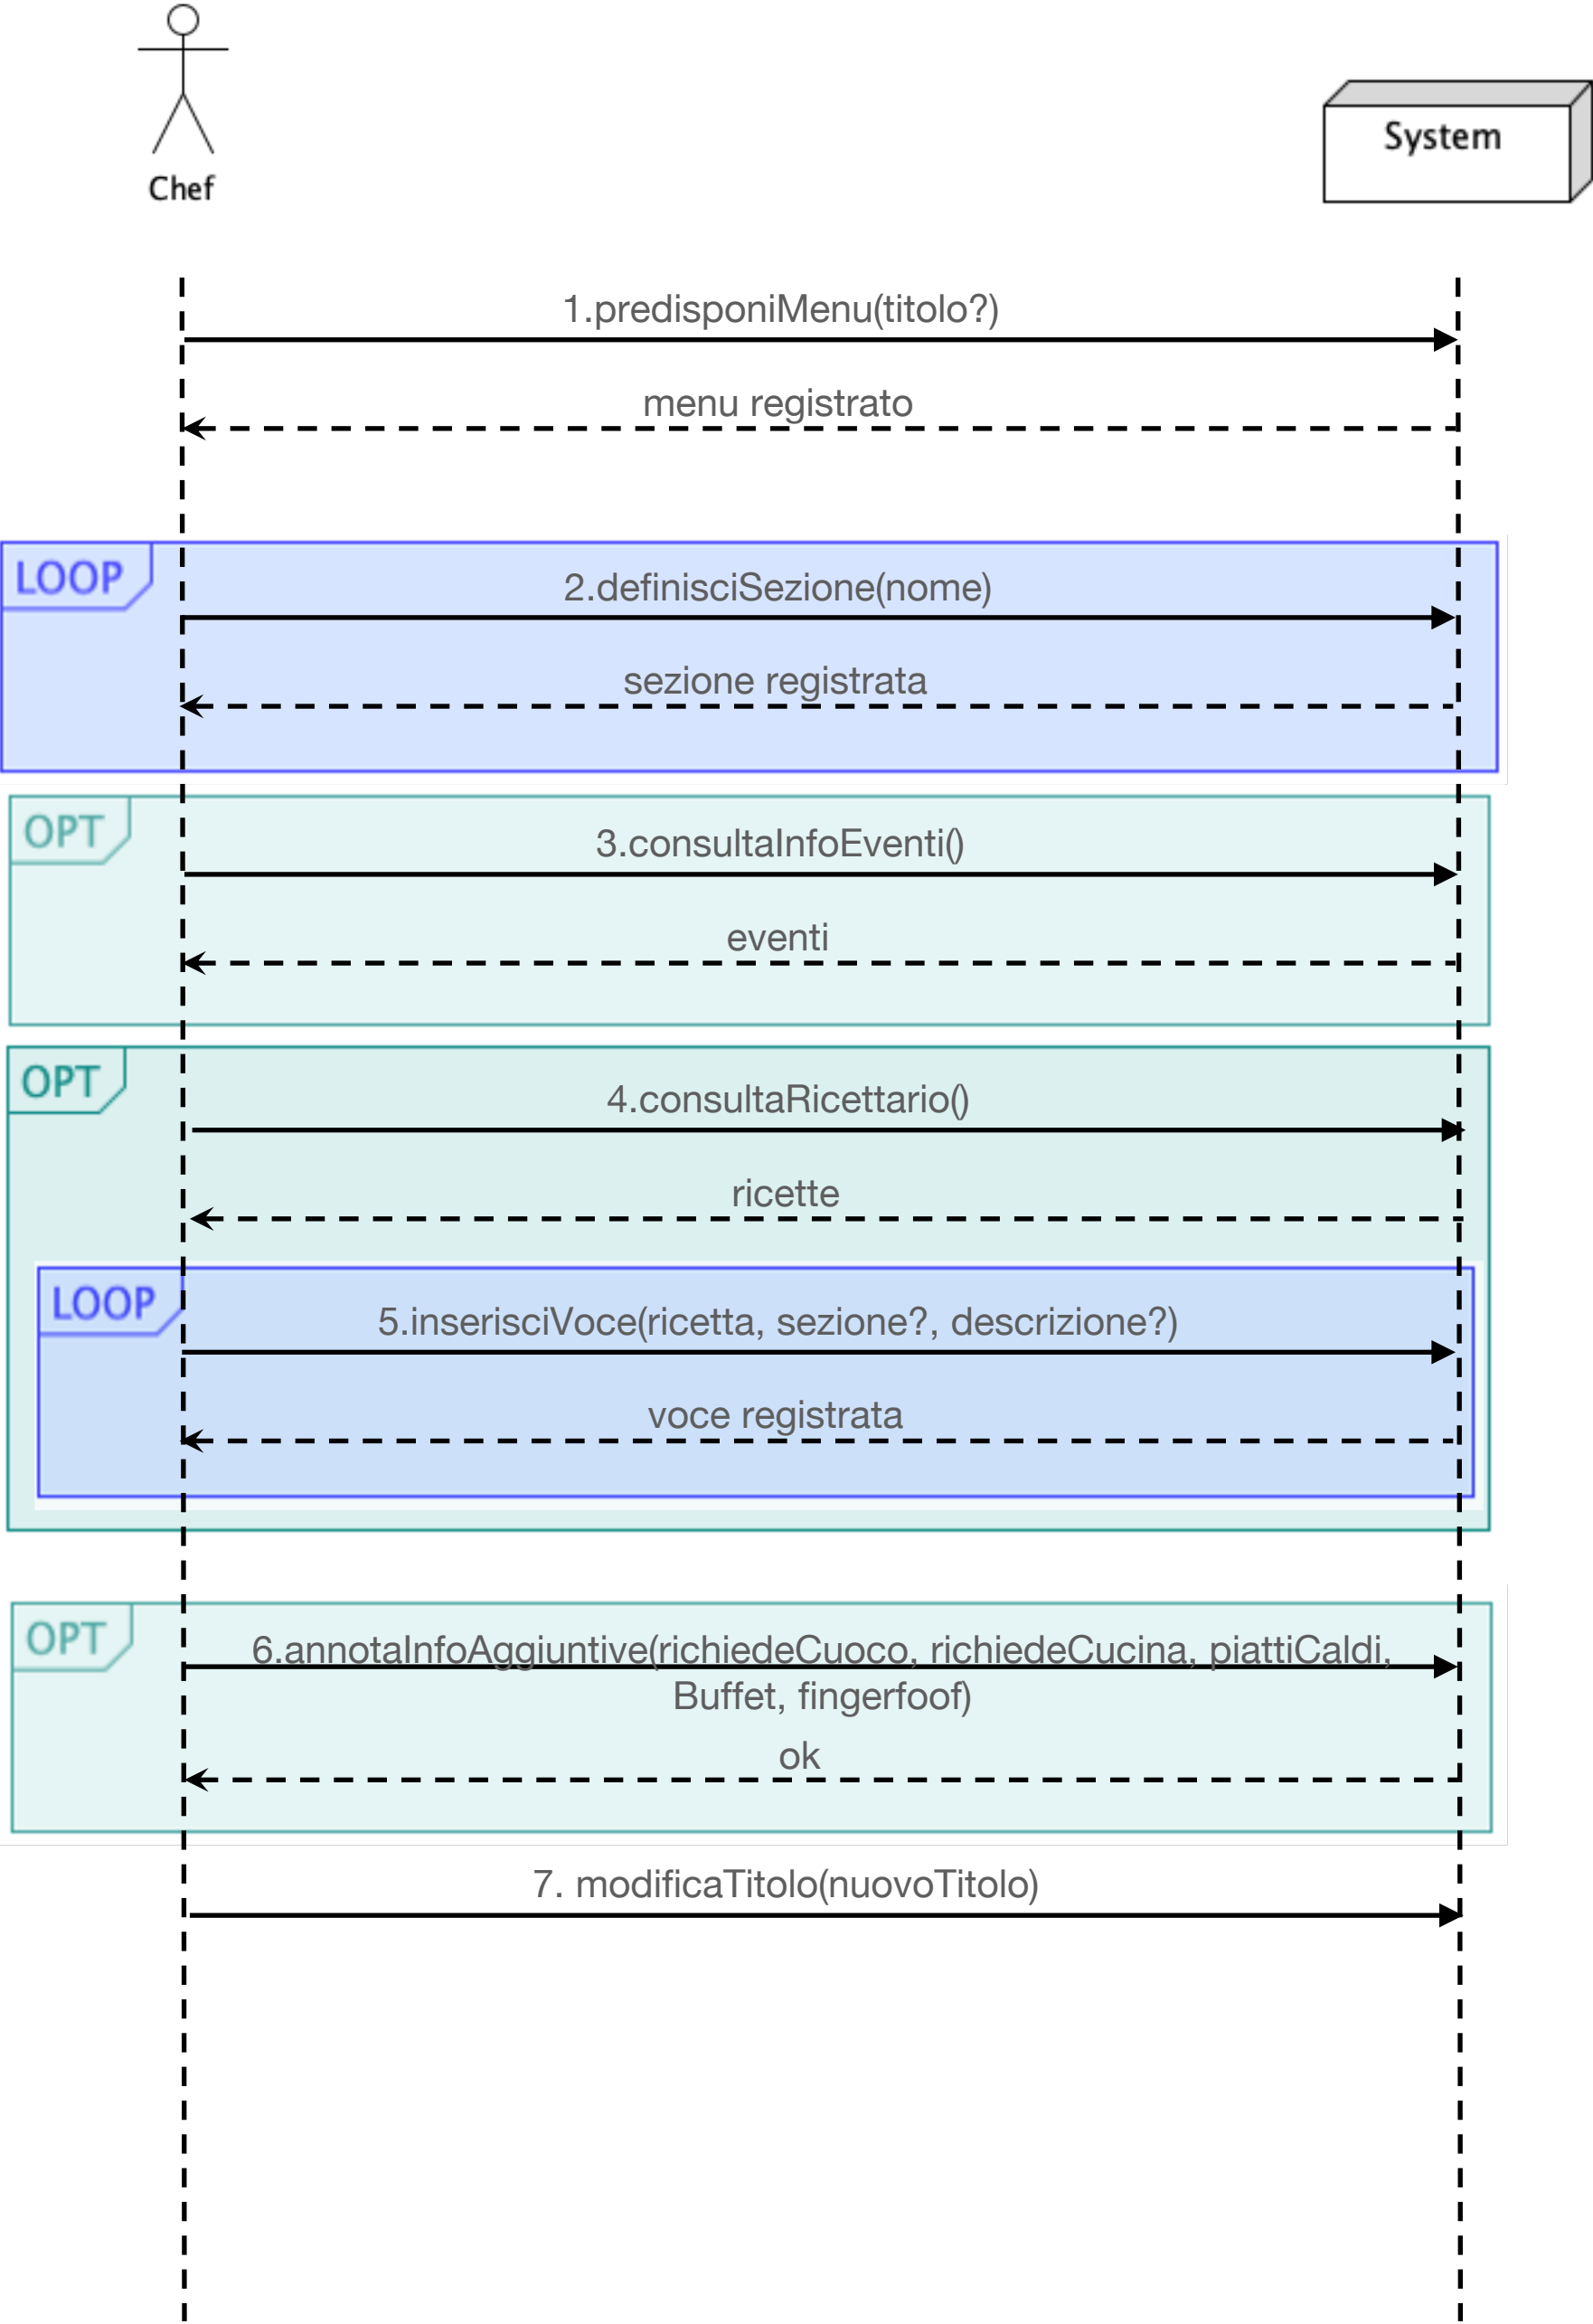 Chef
System
1.predisponiMenu(titolo?)
menu registrato
LOOP
2.definisciSezione(nome)
sezione registrata
OPT
3.consultaInfoEventi()
eventi
OPT
4.consultaRicettario()
ricette
LOOP
5.inserisciVoce(ricetta, sezione?, descrizione?)
voce registrata
OPT
6.annotaInfoAggiuntive(richiedeCuoco, richiedeCucina, piattiCaldi,
Buffet, fingerfoof)
ok
7. modificaTitolo(nuovoTitolo)